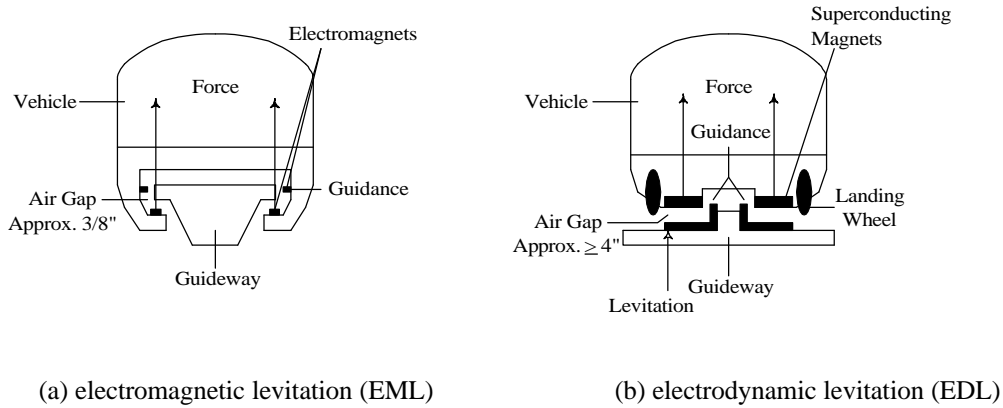 Electromagnets
Force
Vehicle
Air Gap
Approx. 3/8"
Guidance
Guideway
(a) electromagnetic levitation (EML)
Superconducting
Magnets
Force
Vehicle
Guidance
Landing
Wheel
Air Gap
Approx. ≥ 4"
Guideway
Levitation
(b) electrodynamic levitation (EDL)